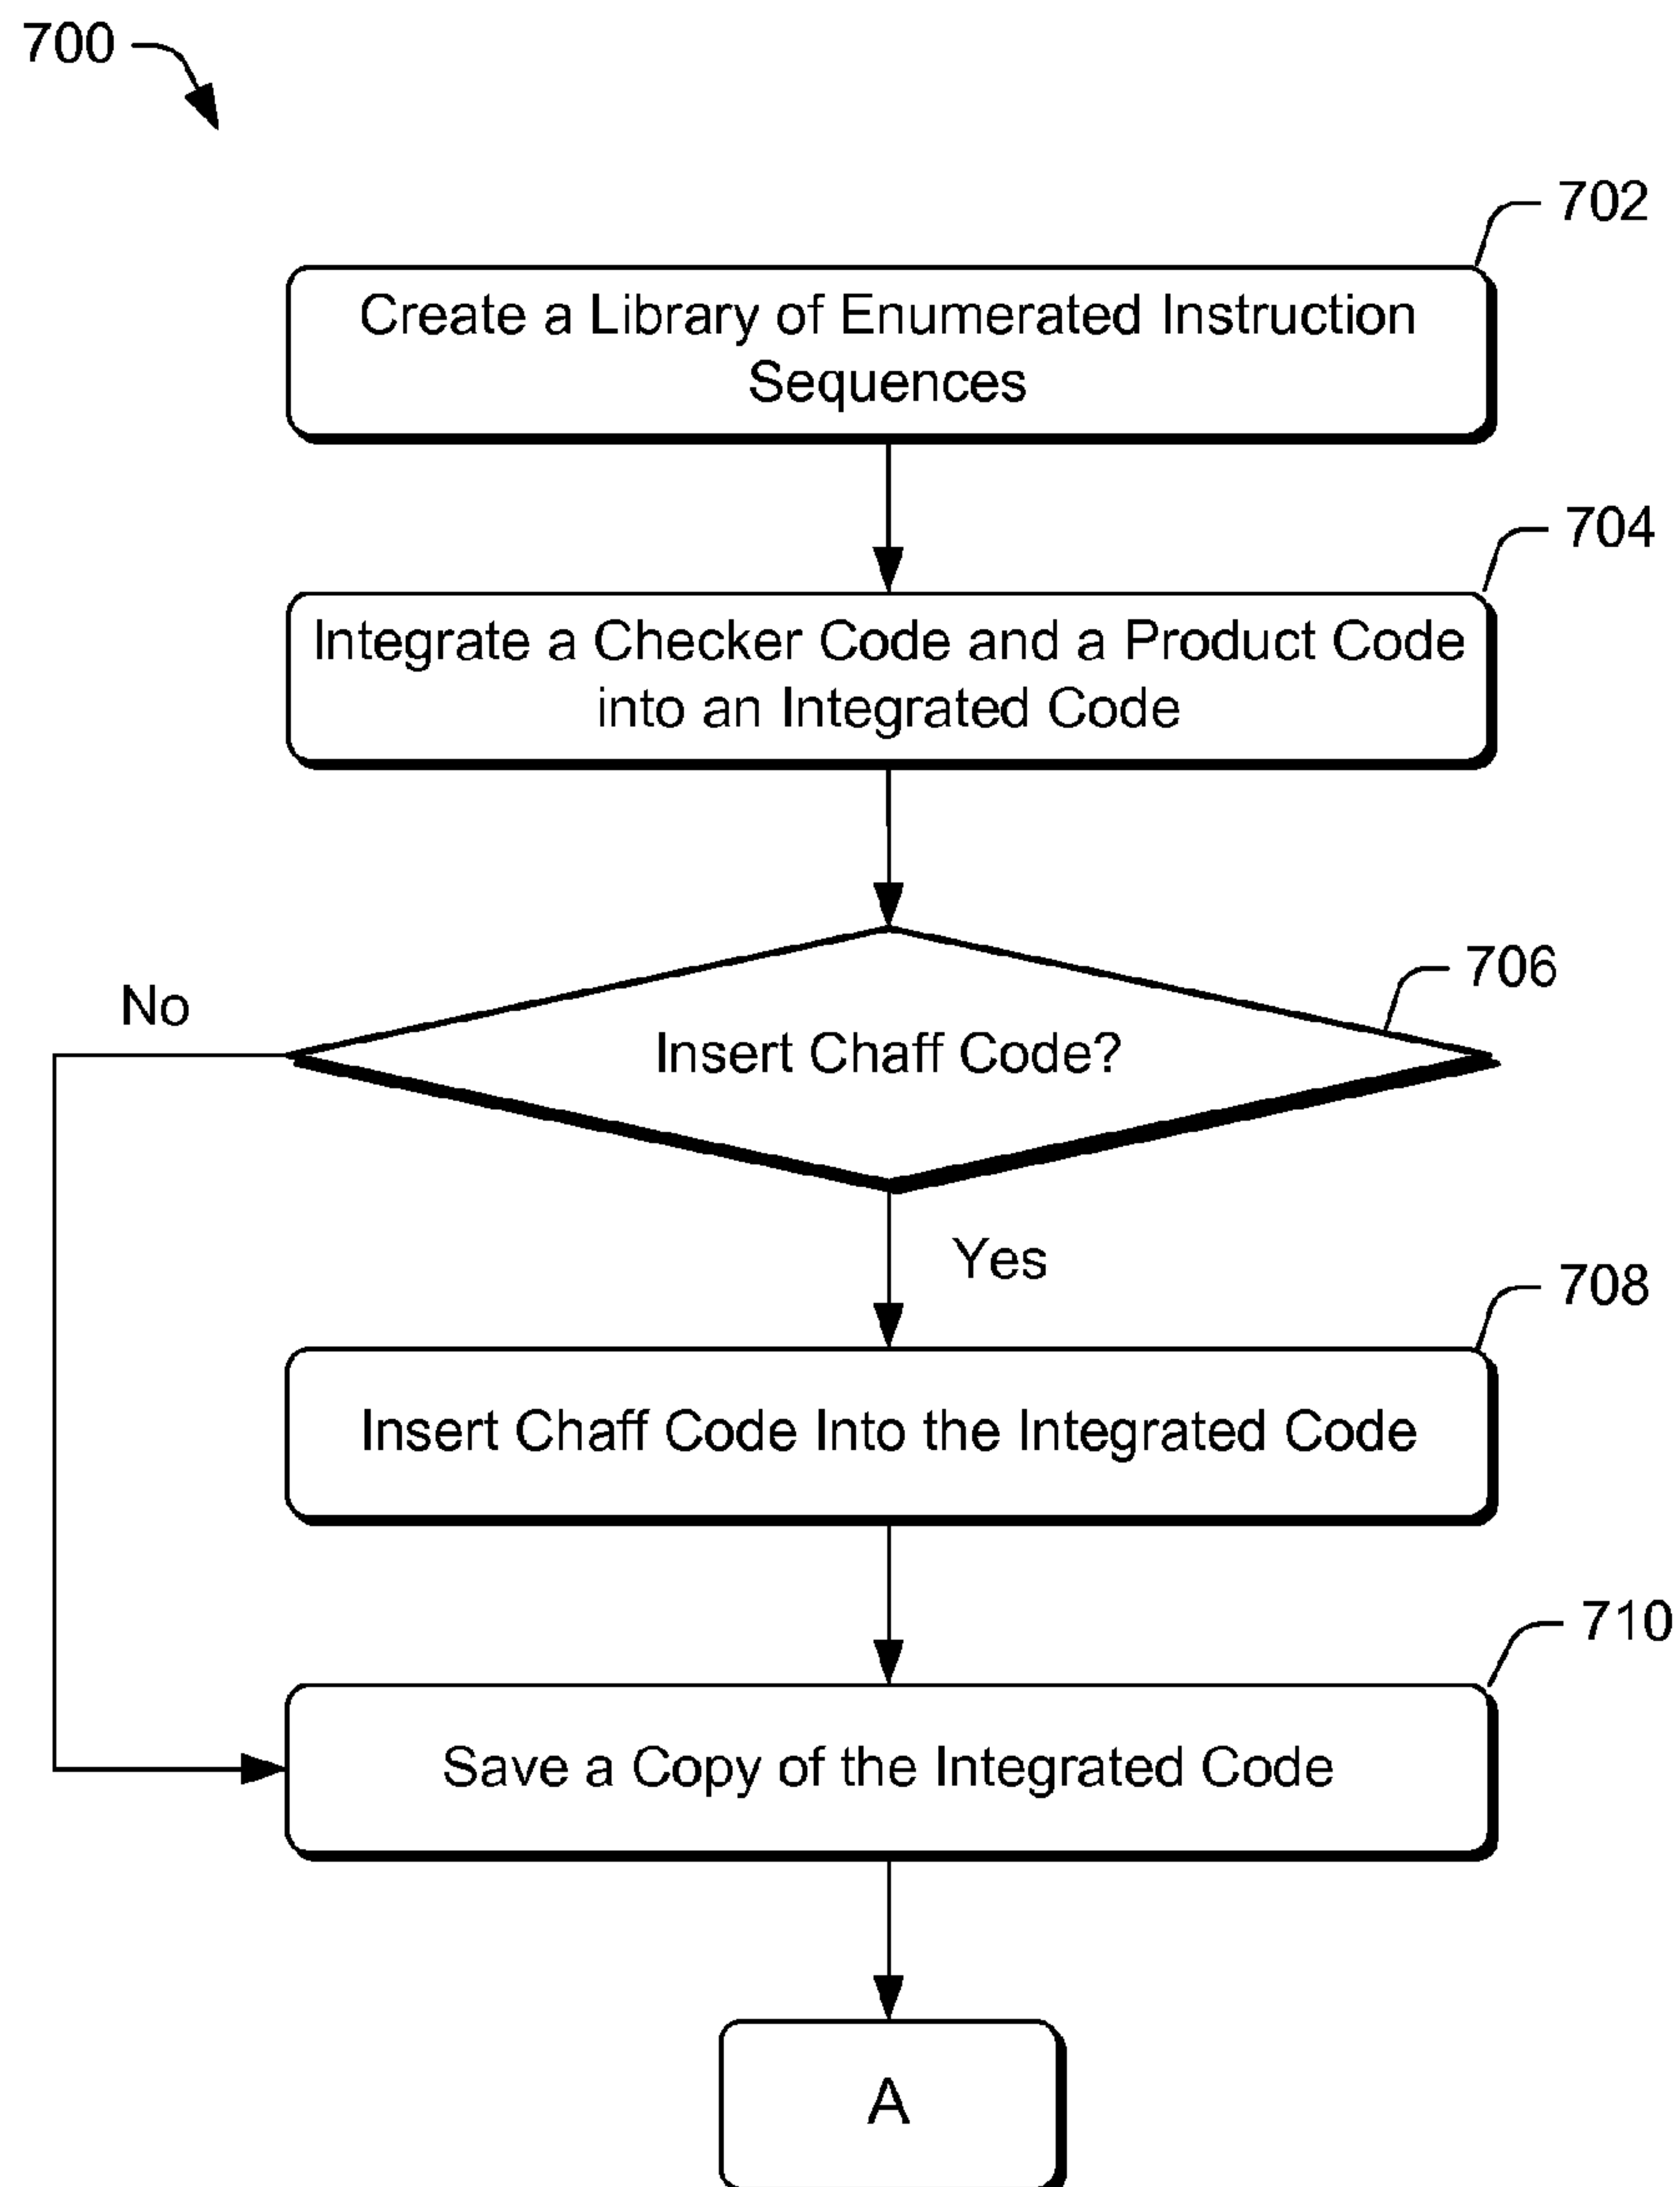 700
702
Create a Library of Enumerated Instruction
Sequences
704
Integrate a Checker Code and a Product Code
into an Integrated Code
706
No
Insert Chaff Code?
Yes
708
Insert Chaff Code Into the Integrated Code
710
Save a Copy of the Integrated Code
A